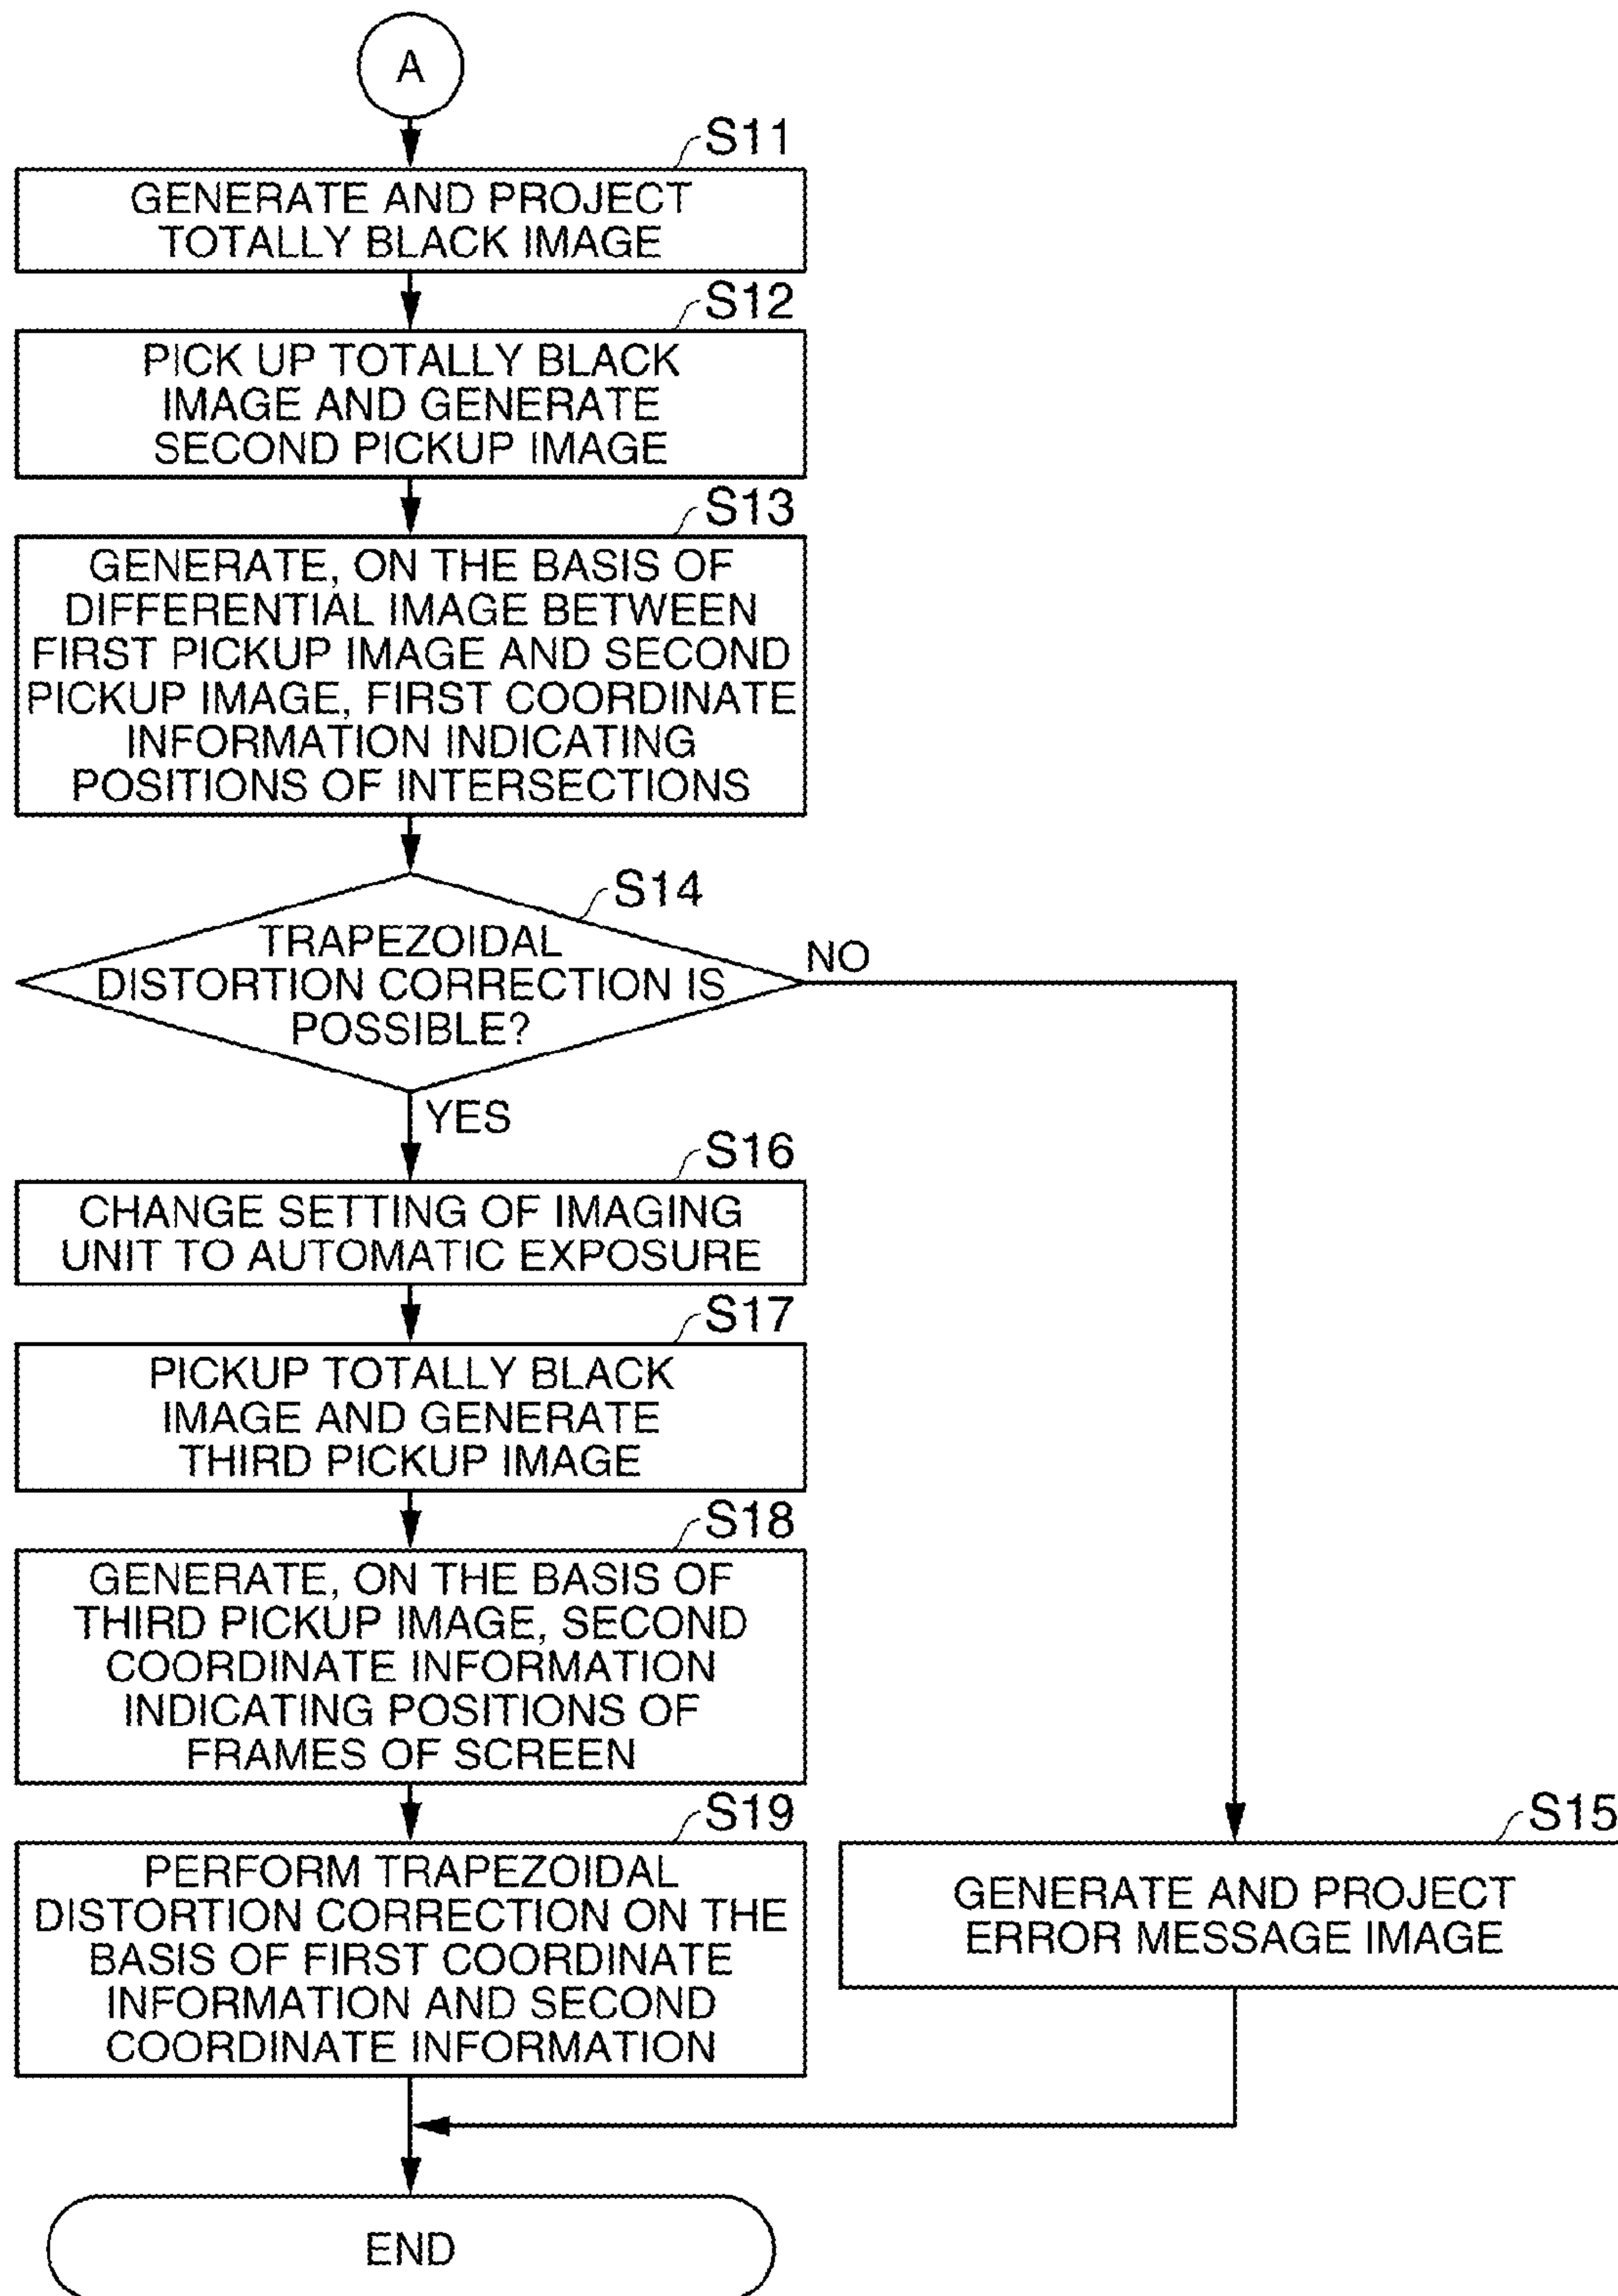 A
S11
GENERATE AND PROJECT
TOTALLY BLACK IMAGE
S12
PICK UP TOTALLY BLACK
IMAGE AND GENERATE
SECOND PICKUP IMAGE
S13
GENERATE, ON THE BASIS OF
DIFFERENTIAL IMAGE BETWEEN
FIRST PICKUP IMAGE AND SECOND
PICKUP IMAGE, FIRST COORDINATE
INFORMATION INDICATING
POSITIONS OF INTERSECTIONS
S14
TRAPEZOIDAL
DISTORTION CORRECTION IS
POSSIBLE?
NO
YES
S16
CHANGE SETTING OF IMAGING
UNIT TO AUTOMATIC EXPOSURE
S17
PICKUP TOTALLY BLACK
IMAGE AND GENERATE
THIRD PICKUP IMAGE
S18
GENERATE, ON THE BASIS OF
THIRD PICKUP IMAGE, SECOND
COORDINATE INFORMATION
INDICATING POSITIONS OF
FRAMES OF SCREEN
S19
PERFORM TRAPEZOIDAL
DISTORTION CORRECTION ON THE
BASIS OF FIRST COORDINATE
INFORMATION AND SECOND
COORDINATE INFORMATION
S15
GENERATE AND PROJECT
ERROR MESSAGE IMAGE
END